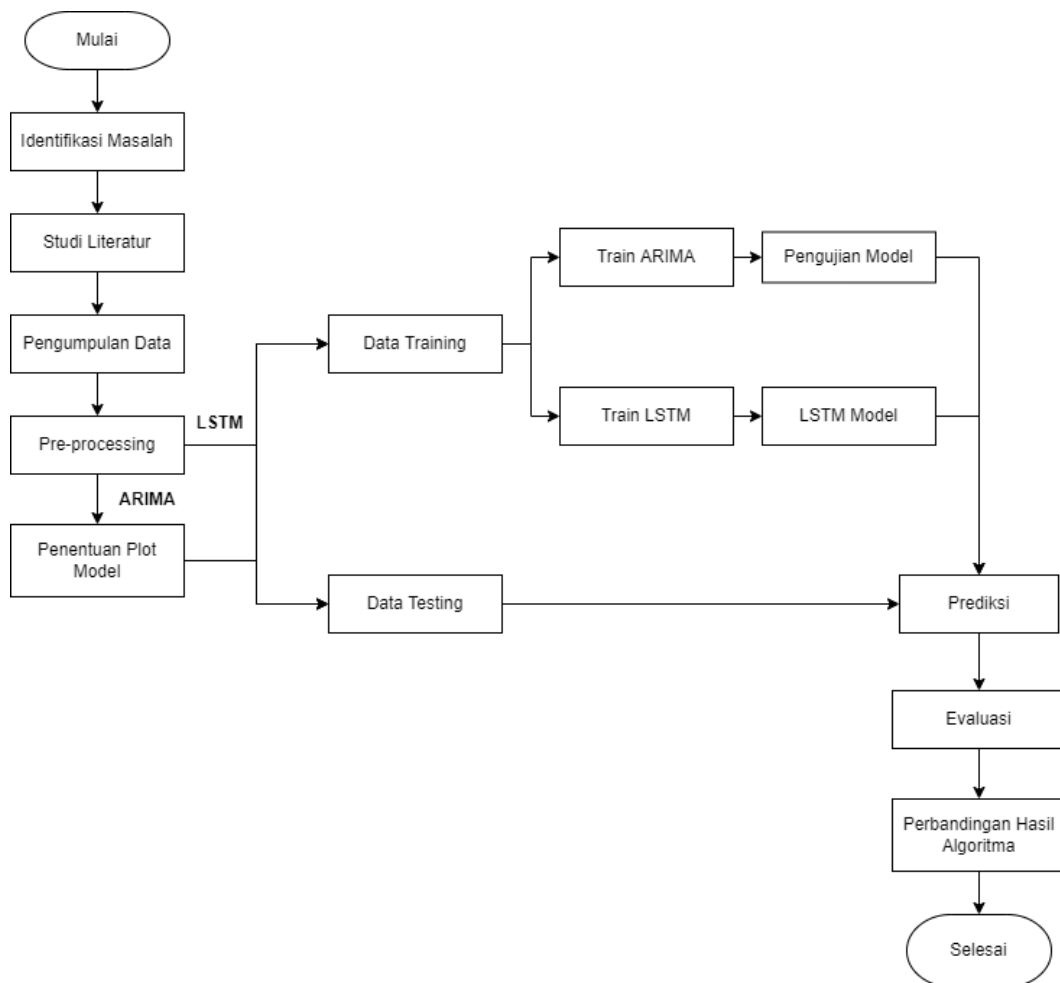 Mulai
Identifikasi Masalah
Studi Literatur
Pengumpulan Data
Pre-processing
LSTM
ARIMA
Penentuan Plot
Model
Data Training
Data Testing
Train ARIMA
Pengujian Model
Train LSTM
LSTM Model
Prediksi
Evaluasi
Perbandingan Hasil
Algoritma
Selesai